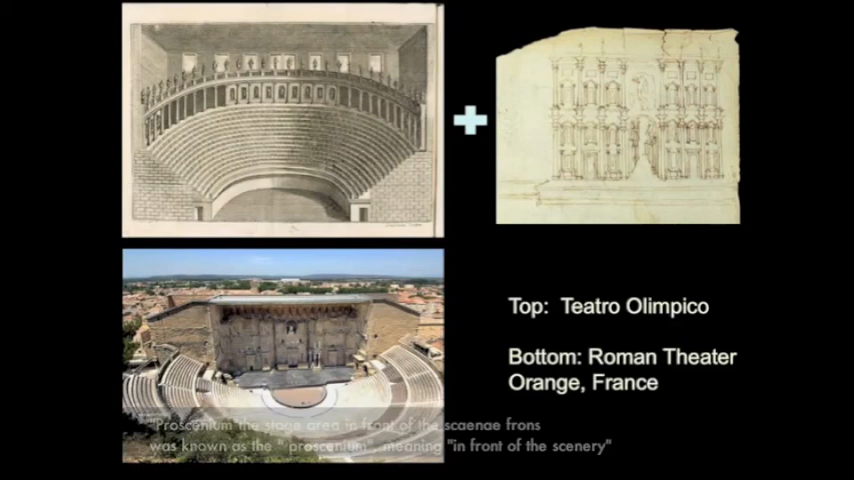 Top: Teatro Olimpico
Bottom: Roman Theater
Orange, France
"Proscenium the stage area in front of the scaenae frons
was known as the " proscenium", meaning "in front of the scenery"